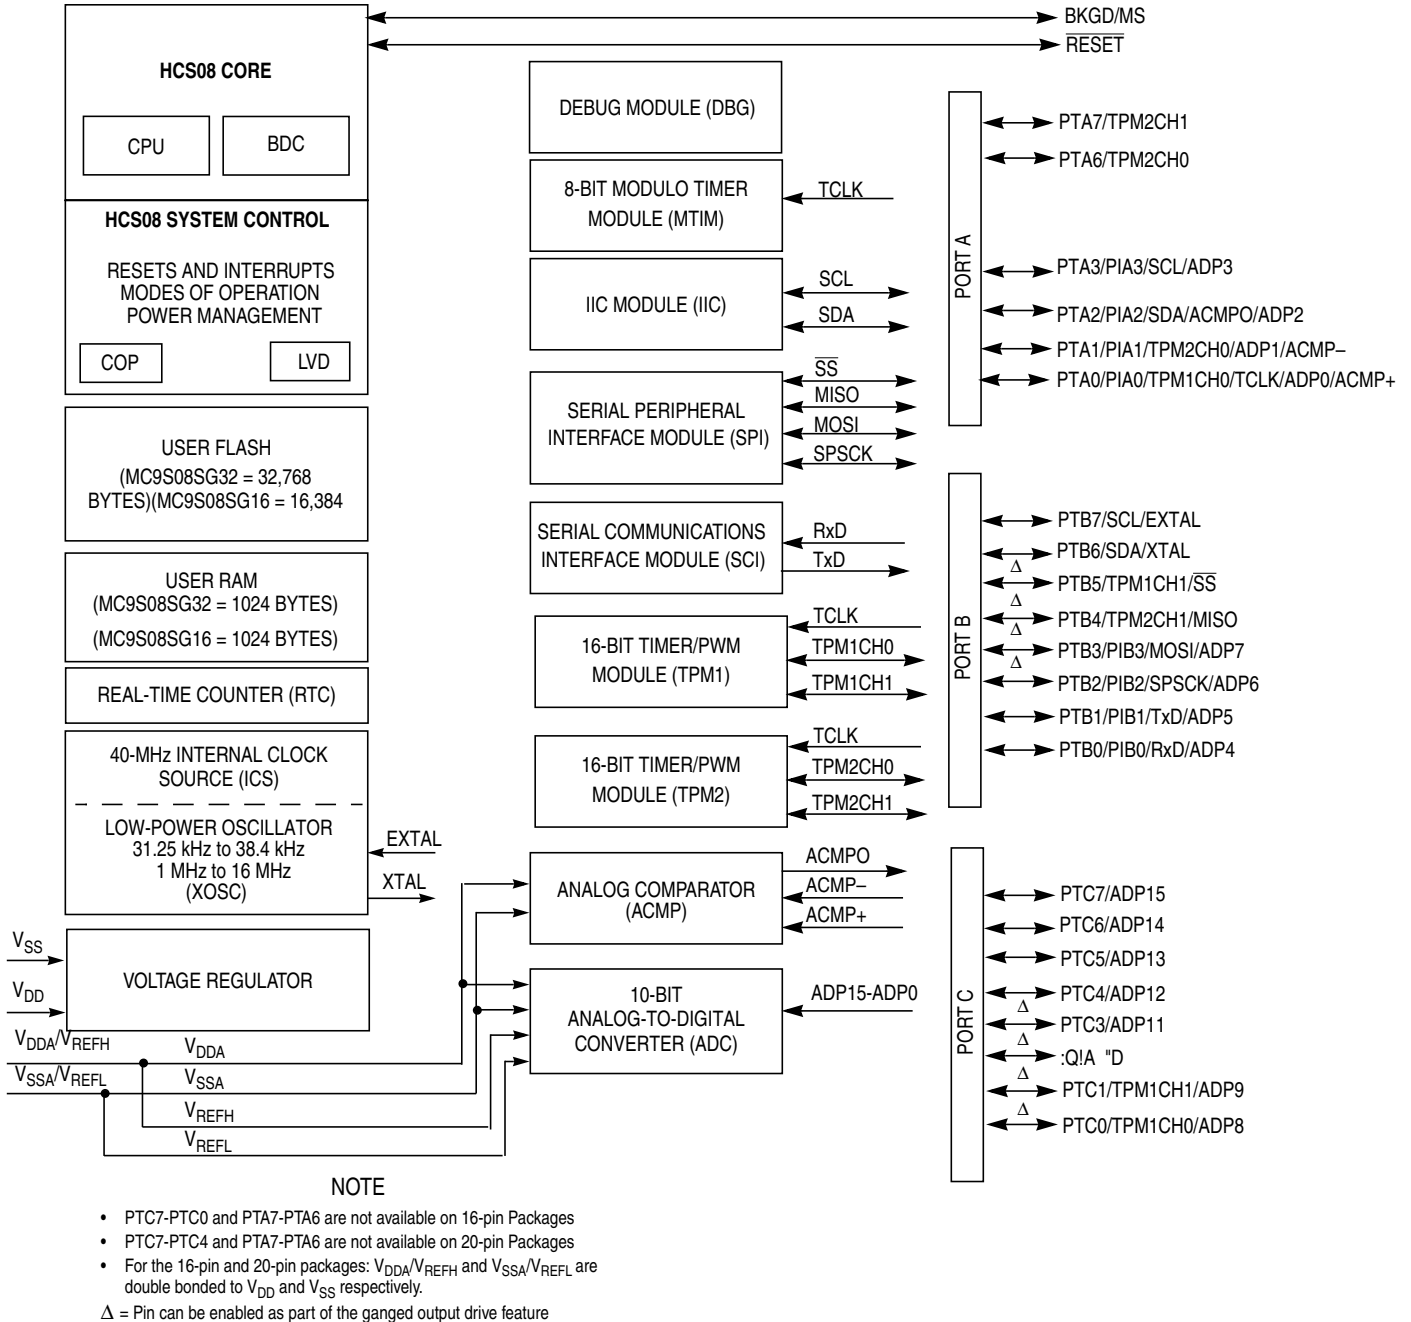 BKGD/MS
RESET
HCS08 CORE
CPU
BDC
HCS08 SYSTEM CONTROL
RESETS AND INTERRUPTS
MODES OF OPERATION
POWER MANAGEMENT
COP
LVD
USER FLASH
(MC9S08SG32 = 32,768
BYTES)(MC9S08SG16 = 16,384
USER RAM
(MC9S08SG32 = 1024 BYTES)
(MC9S08SG16 = 1024 BYTES)
REAL-TIME COUNTER (RTC)
40-MHz INTERNAL CLOCK
SOURCE (ICS)
LOW-POWER OSCILLATOR
31.25 kHz to 38.4 kHz
1 MHz to 16 MHz
(XOSC)
EXTAL
XTAL
VSS
VDD
VOLTAGE REGULATOR
VDDA/VREFH
VSSA/VREFL
VDDA
VSSA
VREFH
VREFL
DEBUG MODULE (DBG)
8-BIT MODULO TIMER
MODULE (MTIM)
TCLK
IIC MODULE (IIC)
SCL
SDA
SERIAL PERIPHERAL
INTERFACE MODULE (SPI)
SS
MISO
MOSI
SPSCK
SERIAL COMMUNICATIONS
INTERFACE MODULE (SCI)
RxD
TxD
16-BIT TIMER/PWM
MODULE (TPM1)
TCLK
TPM1CH0
TPM1CH1
16-BIT TIMER/PWM
MODULE (TPM2)
TCLK
TPM2CH0
TPM2CH1
ANALOG COMPARATOR
(ACMP)
ACMPO
ACMP–
ACMP+
10-BIT
ANALOG-TO-DIGITAL
CONVERTER (ADC)
ADP15-ADP0
PORT A
PTA7/TPM2CH1
PTA6/TPM2CH0
PTA3/PIA3/SCL/ADP3
PTA2/PIA2/SDA/ACMPO/ADP2
PTA1/PIA1/TPM2CH0/ADP1/ACMP–
PTA0/PIA0/TPM1CH0/TCLK/ADP0/ACMP+
PORT B
PTB7/SCL/EXTAL
PTB6/SDA/XTAL
Δ
PTB5/TPM1CH1/SS
Δ
PTB4/TPM2CH1/MISO
Δ
PTB3/PIB3/MOSI/ADP7
Δ
PTB2/PIB2/SPSCK/ADP6
PTB1/PIB1/TxD/ADP5
PTB0/PIB0/RxD/ADP4
PORT C
PTC7/ADP15
PTC6/ADP14
PTC5/ADP13
PTC4/ADP12
Δ
PTC3/ADP11
Δ
:Q!A "D
Δ
PTC1/TPM1CH1/ADP9
Δ
PTC0/TPM1CH0/ADP8
NOTE
• PTC7-PTC0 and PTA7-PTA6 are not available on 16-pin Packages
• PTC7-PTC4 and PTA7-PTA6 are not available on 20-pin Packages
• For the 16-pin and 20-pin packages: VDDA/VREFH and VSSA/VREFL are
double bonded to VDD and VSS respectively.
Δ = Pin can be enabled as part of the ganged output drive feature